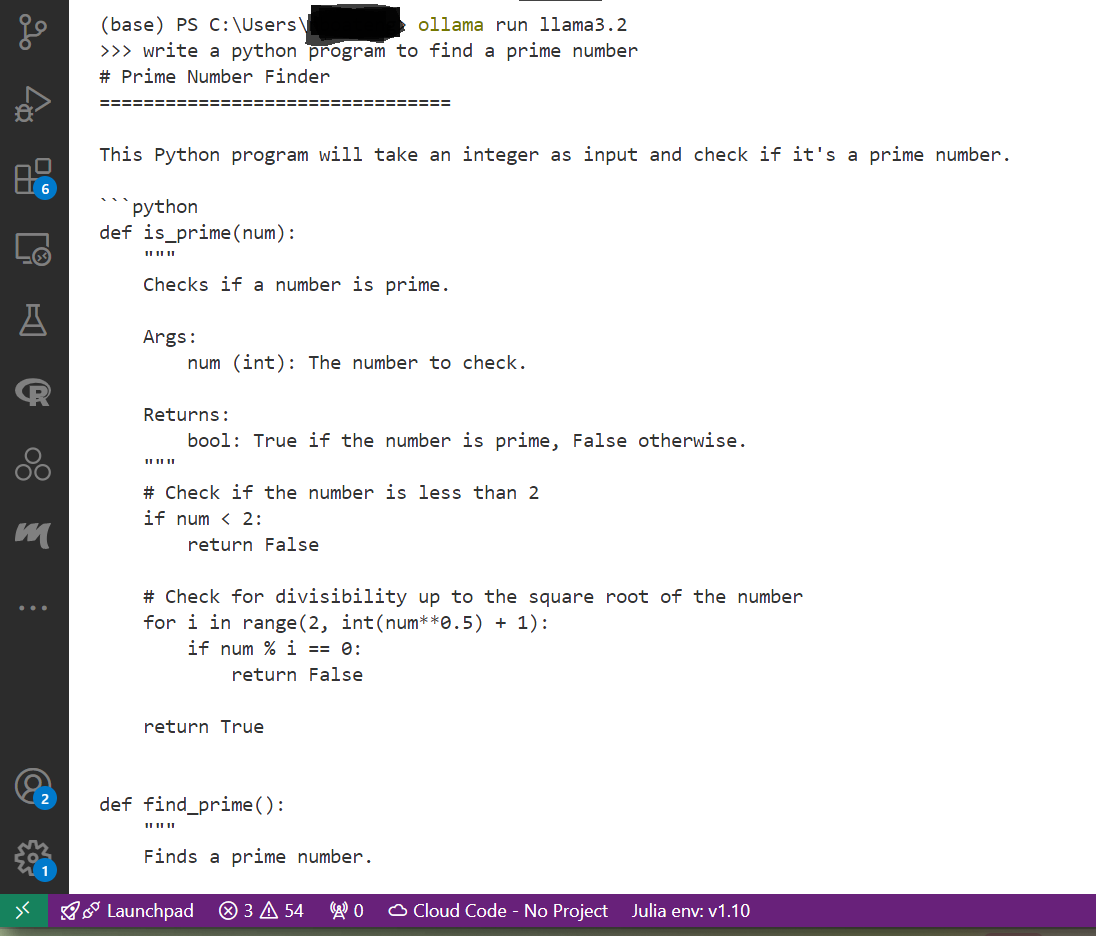 (base) PS C:\Users\ ollama run llama3.2
>>> write a python program to find a prime number
# Prime Number Finder
================================
This Python program will take an integer as input and check if it's a prime number.
```python
def is_prime(num):
    """
    Checks if a number is prime.
    Args:
        num (int): The number to check.
    Returns:
        bool: True if the number is prime, False otherwise.
    """
    # Check if the number is less than 2
    if num < 2:
        return False
    # Check for divisibility up to the square root of the number
    for i in range(2, int(num**0.5) + 1):
        if num % i == 0:
            return False
    return True
def find_prime():
    """
    Finds a prime number.
6
R
2
1
Launchpad 3 54 0 Cloud Code - No Project Julia env: v1.10